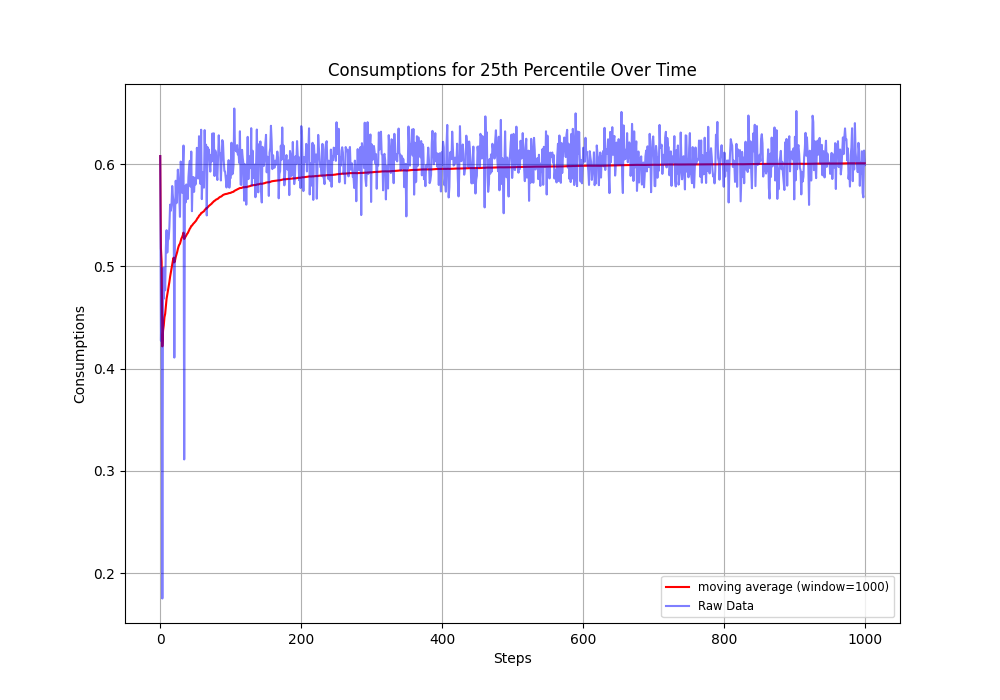 Consumptions for 25th Percentile Over Time
Consumptions
0.6
0.5
0.4
0.3
0.2
0
200
400
600
800
1000
Steps
moving average (window=1000)
Raw Data